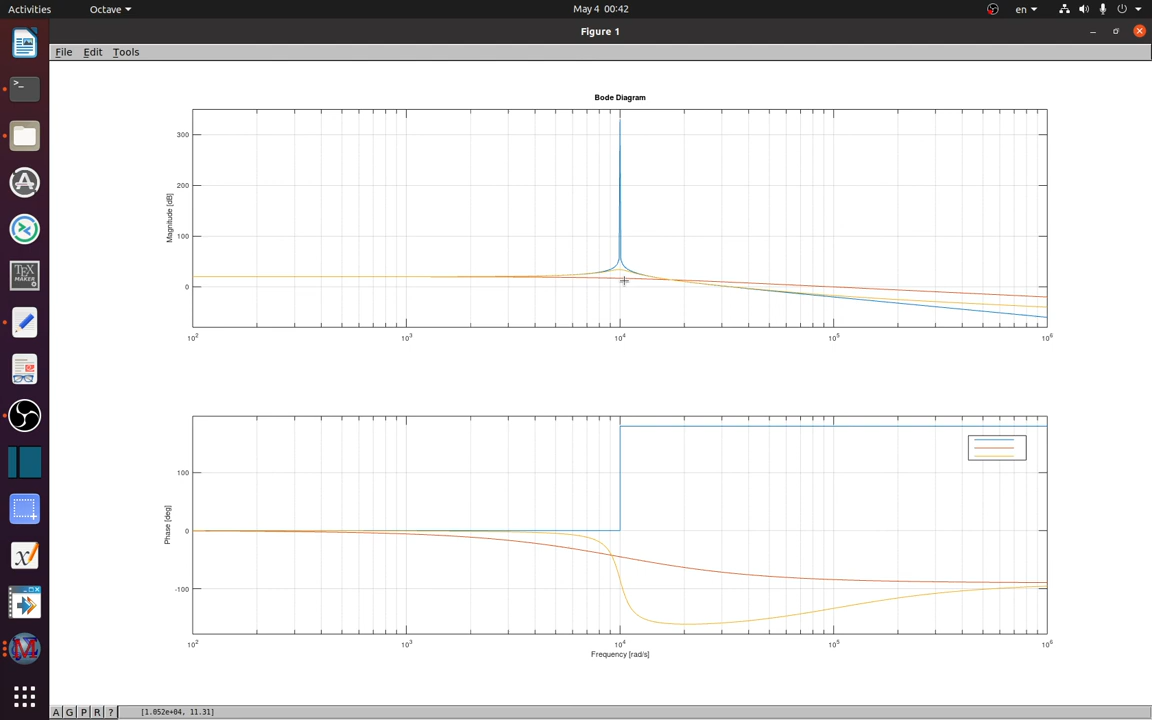 Activities Octave May 4 00:42 en
Figure 1
File Edit Tools
Bode Diagram
300
200
100
0
Magnitude [dB]
10² 10³ 10⁴ 10⁵ 10⁶
100
0
-100
Phase [deg]
10² 10³ 10⁴ 10⁵ 10⁶
Frequency [rad/s]
A G P R ? [1.052e+04, 11.31]
>_
TEX
MAKER
X
M